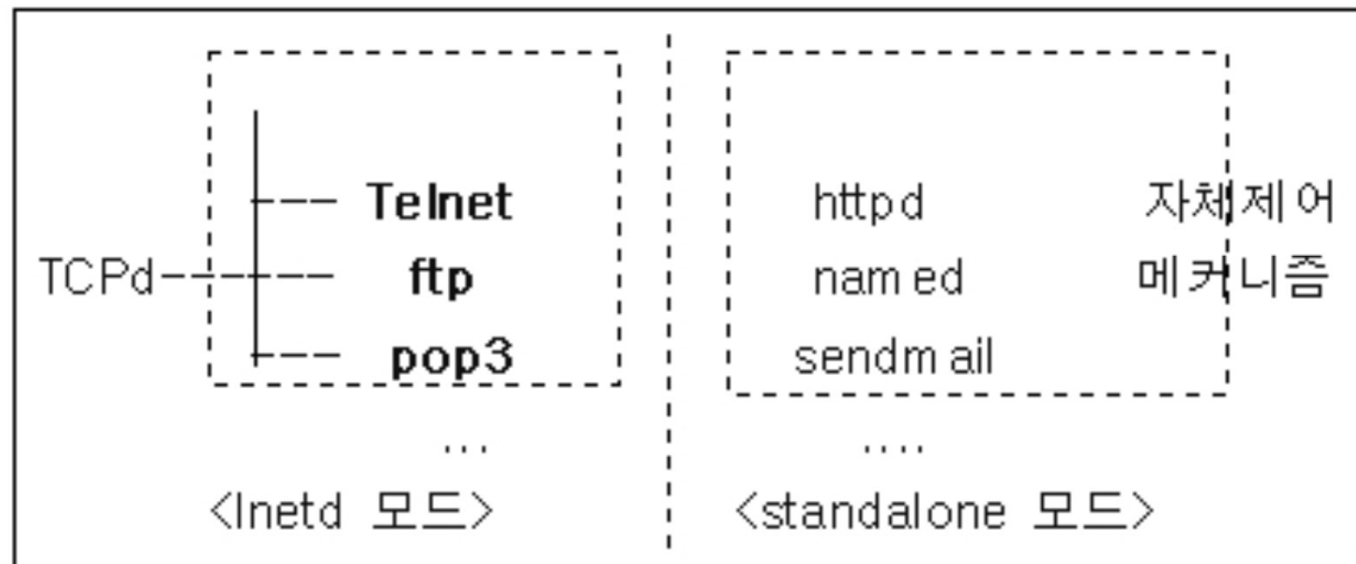 Telnet httpd 자체제어
TCPd ftp named 메커니즘
pop3 sendmail
... ....
<Inetd 모드> <standalone 모드>